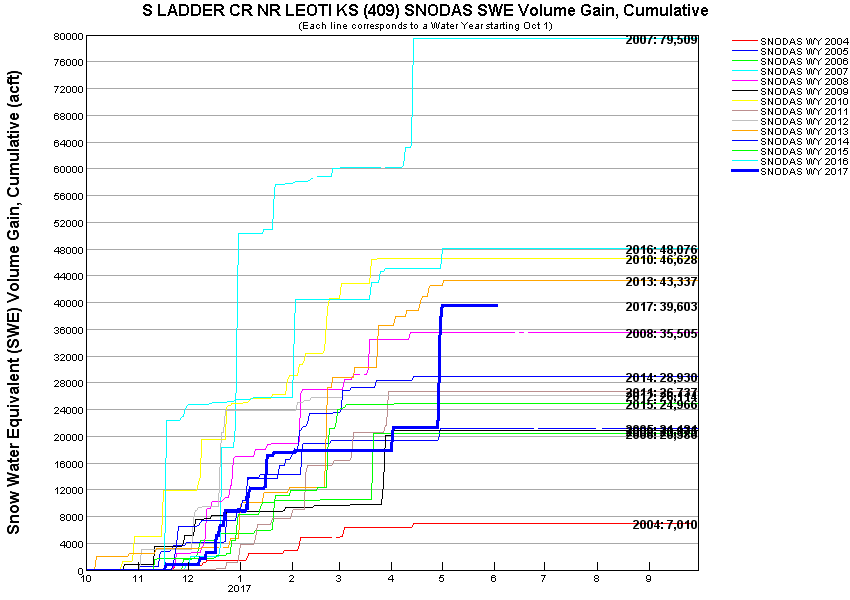 S LADDER CR NR LEOTI KS (409) SNODAS SWE Volume Gain, Cumulative
(Each line corresponds to a Water Year starting Oct 1)
Snow Water Equivalent (SWE) Volume Gain, Cumulative (acft)
80000
76000
72000
68000
64000
60000
56000
52000
48000
44000
40000
36000
32000
28000
24000
20000
16000
12000
8000
4000
0
10 11 12 1 2 3 4 5 6 7 8 9
2017
2007: 79,509
2016: 48,076
2010: 46,628
2013: 43,337
2017: 39,603
2008: 35,505
2014: 28,930
2011: 26,737
2015: 24,966
2004: 7,010
SNODAS WY 2004
SNODAS WY 2005
SNODAS WY 2006
SNODAS WY 2007
SNODAS WY 2008
SNODAS WY 2009
SNODAS WY 2010
SNODAS WY 2011
SNODAS WY 2012
SNODAS WY 2013
SNODAS WY 2014
SNODAS WY 2015
SNODAS WY 2016
SNODAS WY 2017